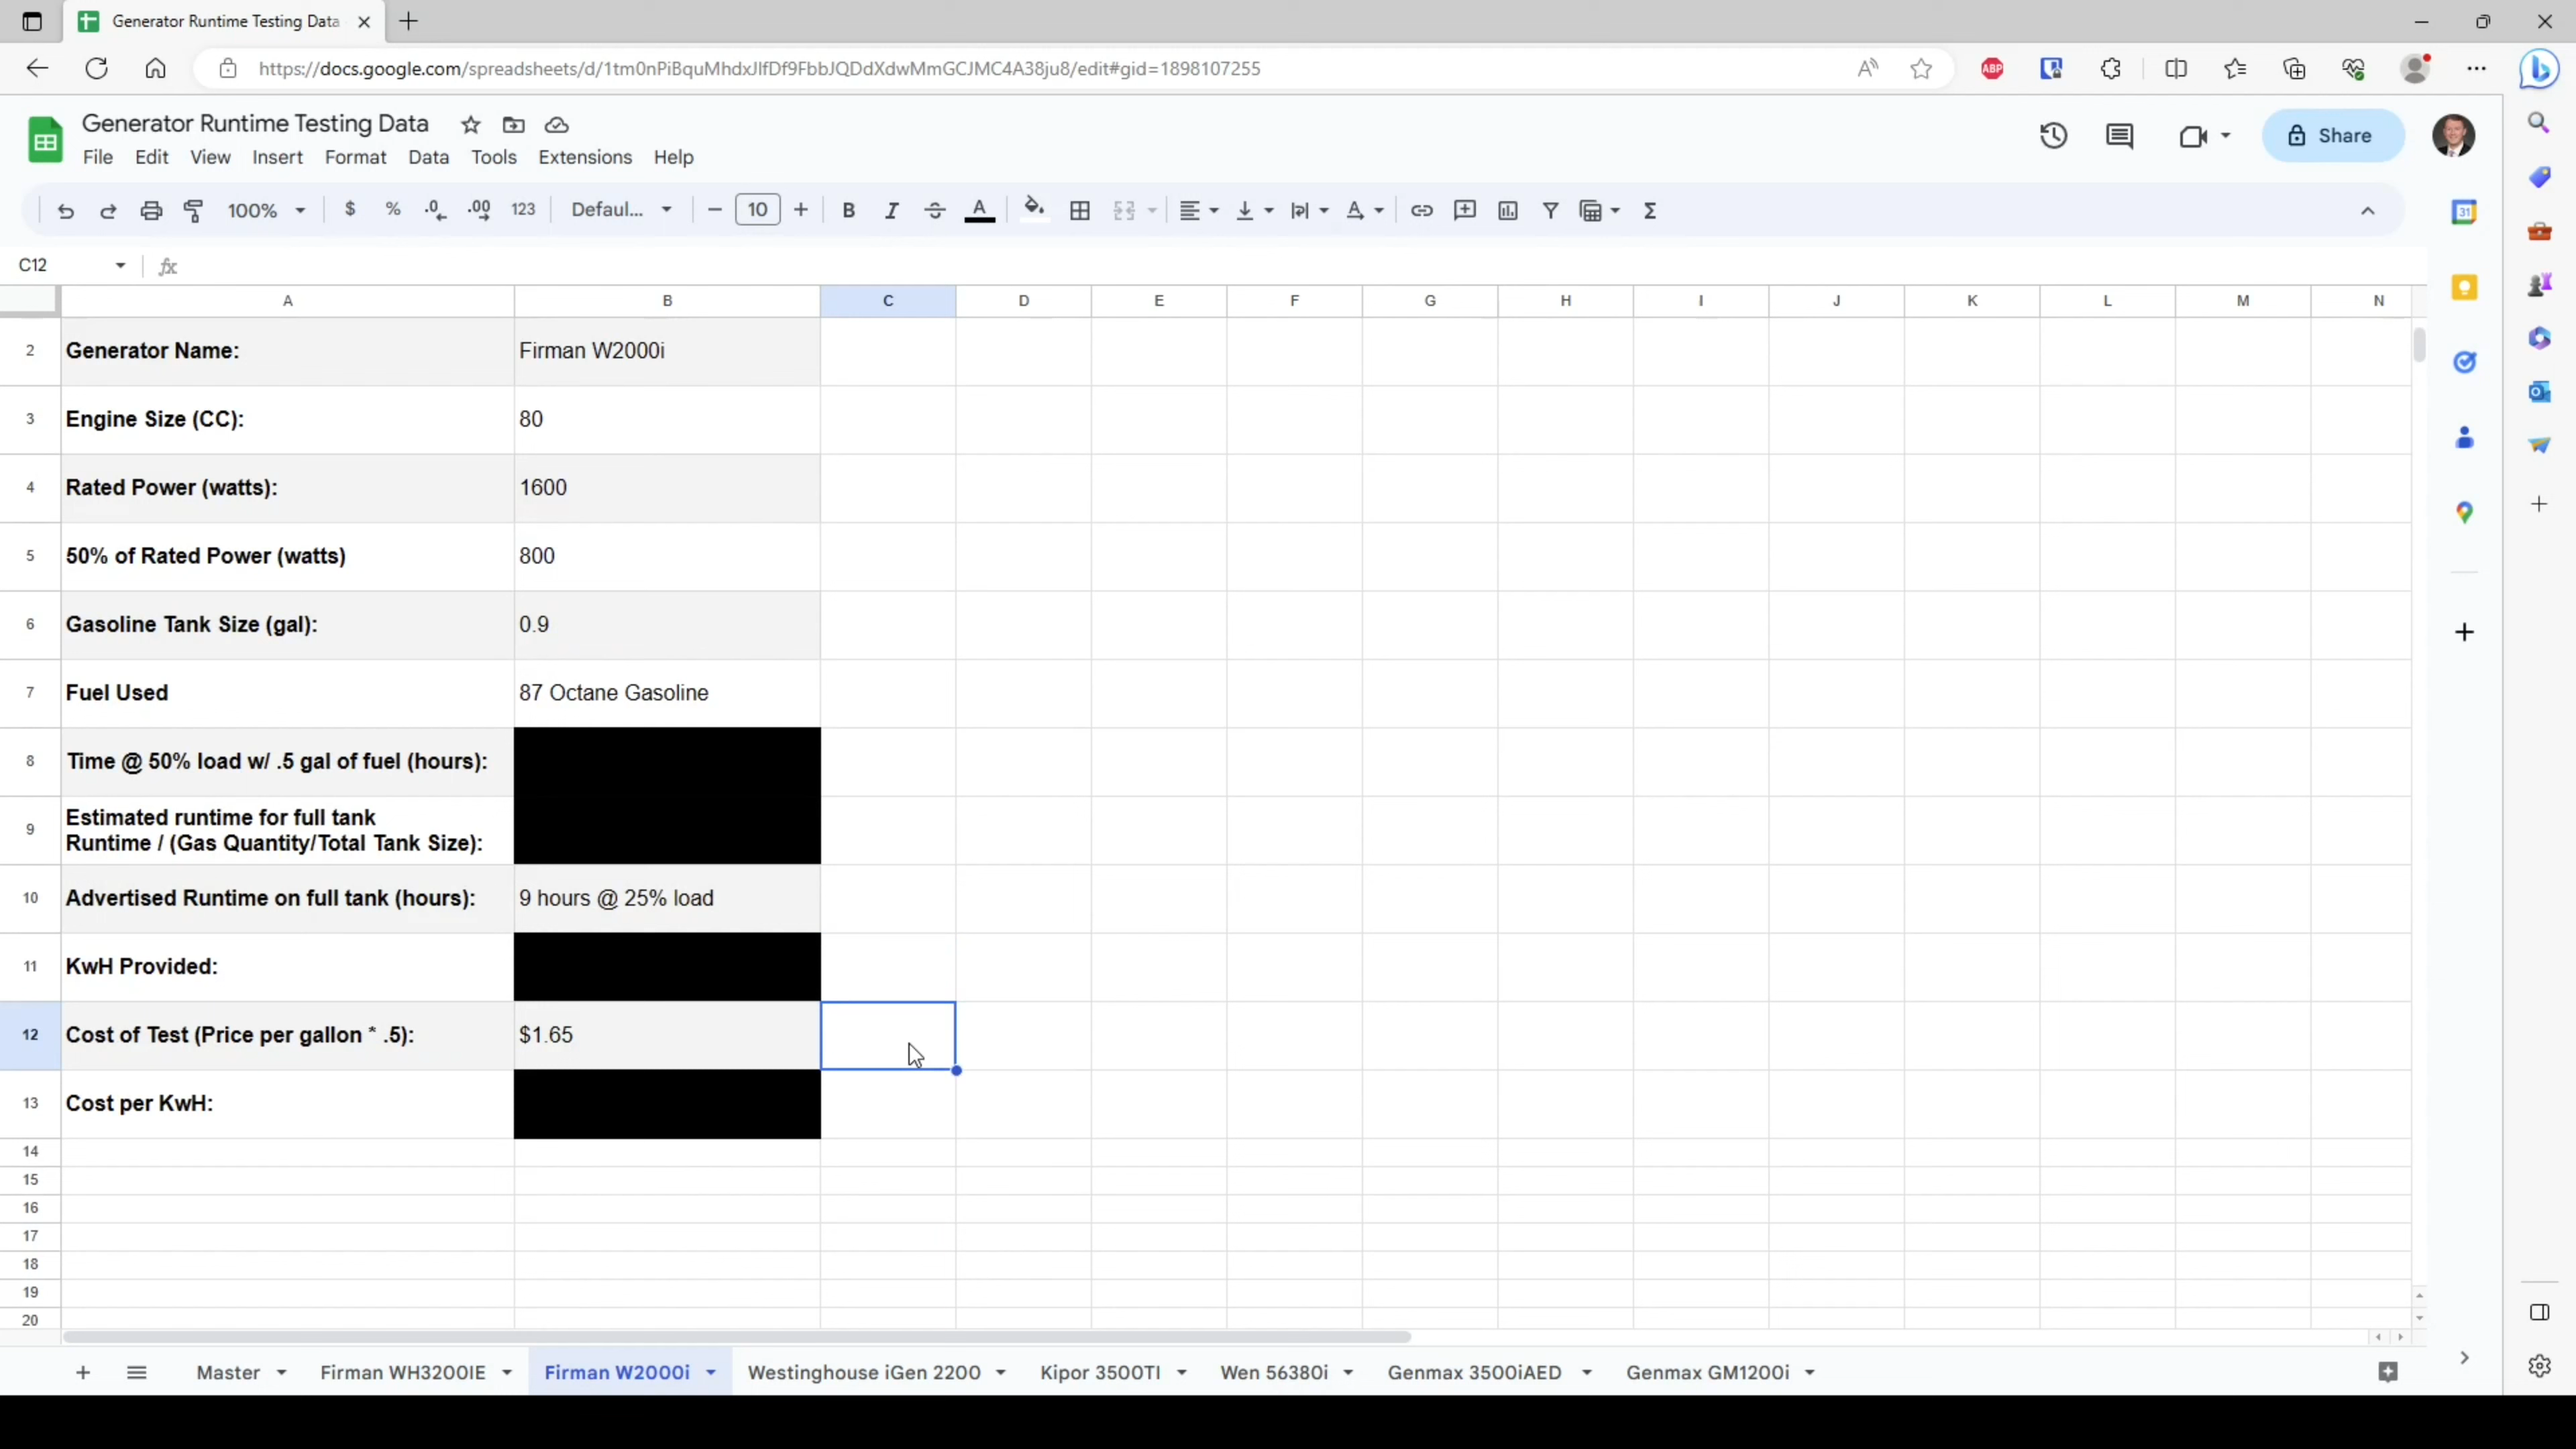 Generator Runtime Testing Data
https://docs.google.com/spreadsheets/d/1tm0nPiBquMhdxJlfDf9FbbJQDdXdwMmGCJMC4A38ju8/edit#gid=1898107255
ABP
Generator Runtime Testing Data
File Edit View Insert Format Data Tools Extensions Help
Share
100% $ % .0 .00 123 Defaul... 10 B I A Σ
31
C12 fx
A B C D E F G H I J K L M N
2 Generator Name: Firman W2000i
3 Engine Size (CC): 80
4 Rated Power (watts): 1600
5 50% of Rated Power (watts) 800
6 Gasoline Tank Size (gal): 0.9
7 Fuel Used 87 Octane Gasoline
8 Time @ 50% load w/ .5 gal of fuel (hours):
9 Estimated runtime for full tank
Runtime / (Gas Quantity/Total Tank Size):
10 Advertised Runtime on full tank (hours): 9 hours @ 25% load
11 KwH Provided:
12 Cost of Test (Price per gallon * .5): $1.65
13 Cost per KwH:
14
15
16
17
18
19
20
Master Firman WH3200IE Firman W2000i Westinghouse iGen 2200 Kipor 3500TI Wen 56380i Genmax 3500iAED Genmax GM1200i